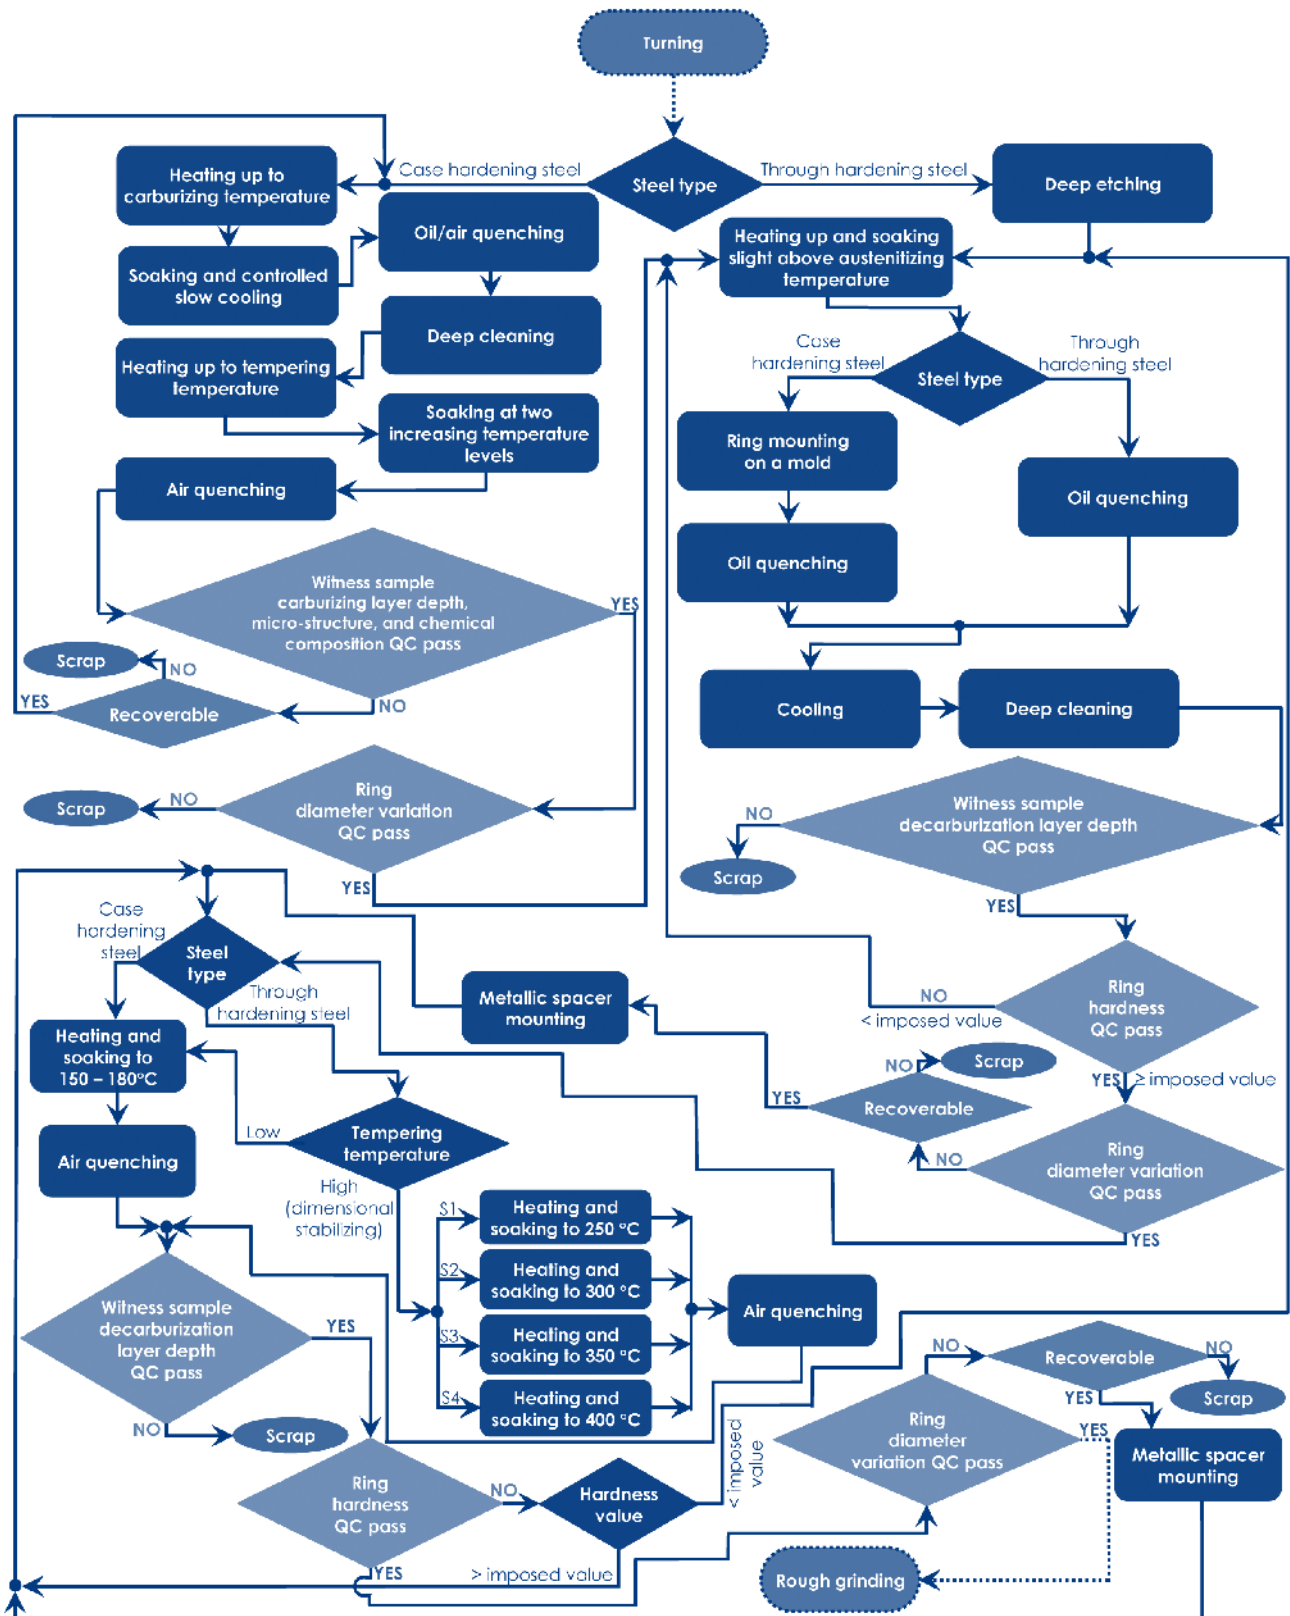 Turning
Steel type
Case hardening steel
Through hardening steel
Heating up to
carburizing temperature
Deep etching
Oil/air quenching
Heating up and soaking
slight above austenitizing
temperature
Soaking and controlled
slow cooling
Deep cleaning
Case
hardening steel
Through
hardening steel
Steel type
Heating up to tempering
temperature
Soaking at two
increasing temperature
levels
Ring mounting
on a mold
Air quenching
Oil quenching
Oil quenching
Witness sample
carburizing layer depth,
micro-structure, and chemical
composition QC pass
YES
Scrap
NO
YES
Recoverable
NO
Cooling
Deep cleaning
Ring
diameter variation
QC pass
NO
Scrap
YES
Witness sample
decarburization layer depth
QC pass
NO
Scrap
YES
Case
hardening
steel
Steel
type
Through
hardening steel
Metallic spacer
mounting
NO
< imposed value
Ring
hardness
QC pass
Heating and
soaking to
150 – 180°C
NO
Scrap
YES
≥ imposed value
YES
Recoverable
Low
Tempering
temperature
Air quenching
NO
Ring
diameter variation
QC pass
YES
High
(dimensional
stabilizing)
S1
Heating and
soaking to 250 °C
S2
Heating and
soaking to 300 °C
S3
Heating and
soaking to 350 °C
S4
Heating and
soaking to 400 °C
Air quenching
Witness sample
decarburization
layer depth
QC pass
YES
NO
Scrap
NO
Recoverable
NO
Scrap
YES
Ring
diameter
variation QC pass
YES
Metallic spacer
mounting
Ring
hardness
QC pass
NO
Hardness
value
< imposed
value
YES
> imposed value
Rough grinding